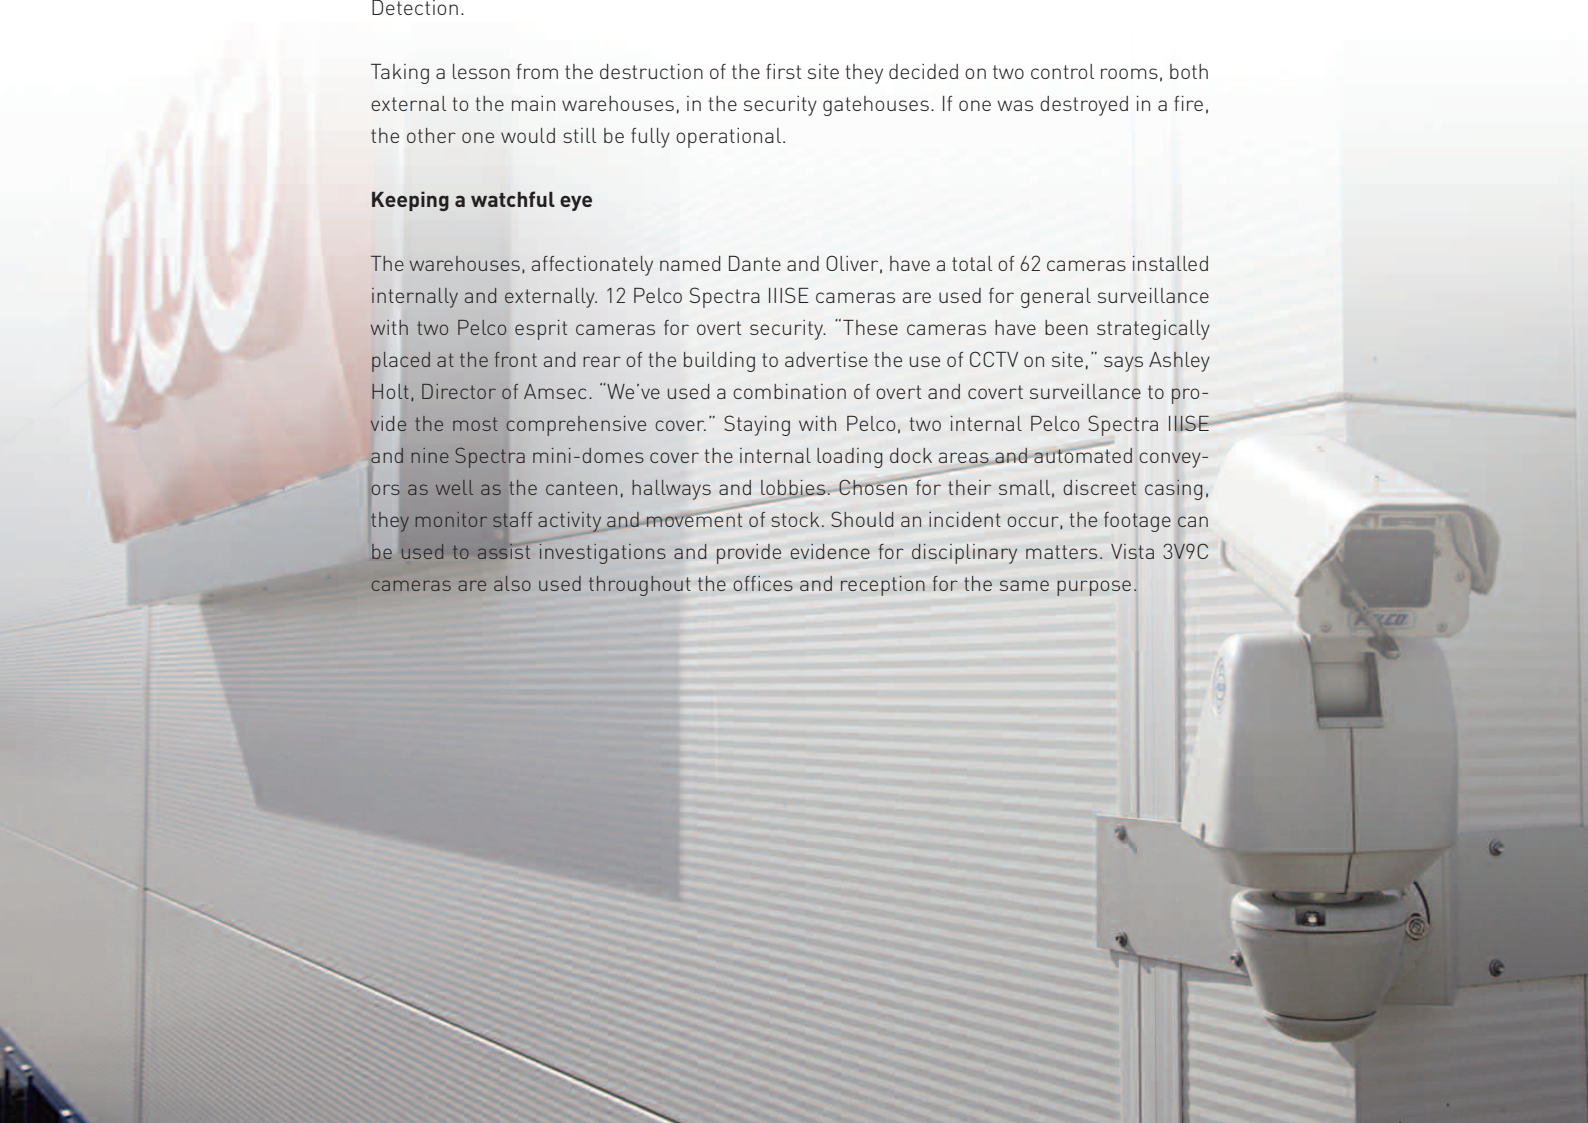 Detection.
Taking a lesson from the destruction of the first site they decided on two control rooms, both
external to the main warehouses, in the security gatehouses. If one was destroyed in a fire,
the other one would still be fully operational.
Keeping a watchful eye
The warehouses, affectionately named Dante and Oliver, have a total of 62 cameras installed
internally and externally. 12 Pelco Spectra IIISE cameras are used for general surveillance
with two Pelco esprit cameras for overt security. “These cameras have been strategically
placed at the front and rear of the building to advertise the use of CCTV on site,” says Ashley
Holt, Director of Amsec. “We’ve used a combination of overt and covert surveillance to pro-
vide the most comprehensive cover.” Staying with Pelco, two internal Pelco Spectra IIISE
and nine Spectra mini-domes cover the internal loading dock areas and automated convey-
ors as well as the canteen, hallways and lobbies. Chosen for their small, discreet casing,
they monitor staff activity and movement of stock. Should an incident occur, the footage can
be used to assist investigations and provide evidence for disciplinary matters. Vista 3V9C
cameras are also used throughout the offices and reception for the same purpose.
TNT
PELCO